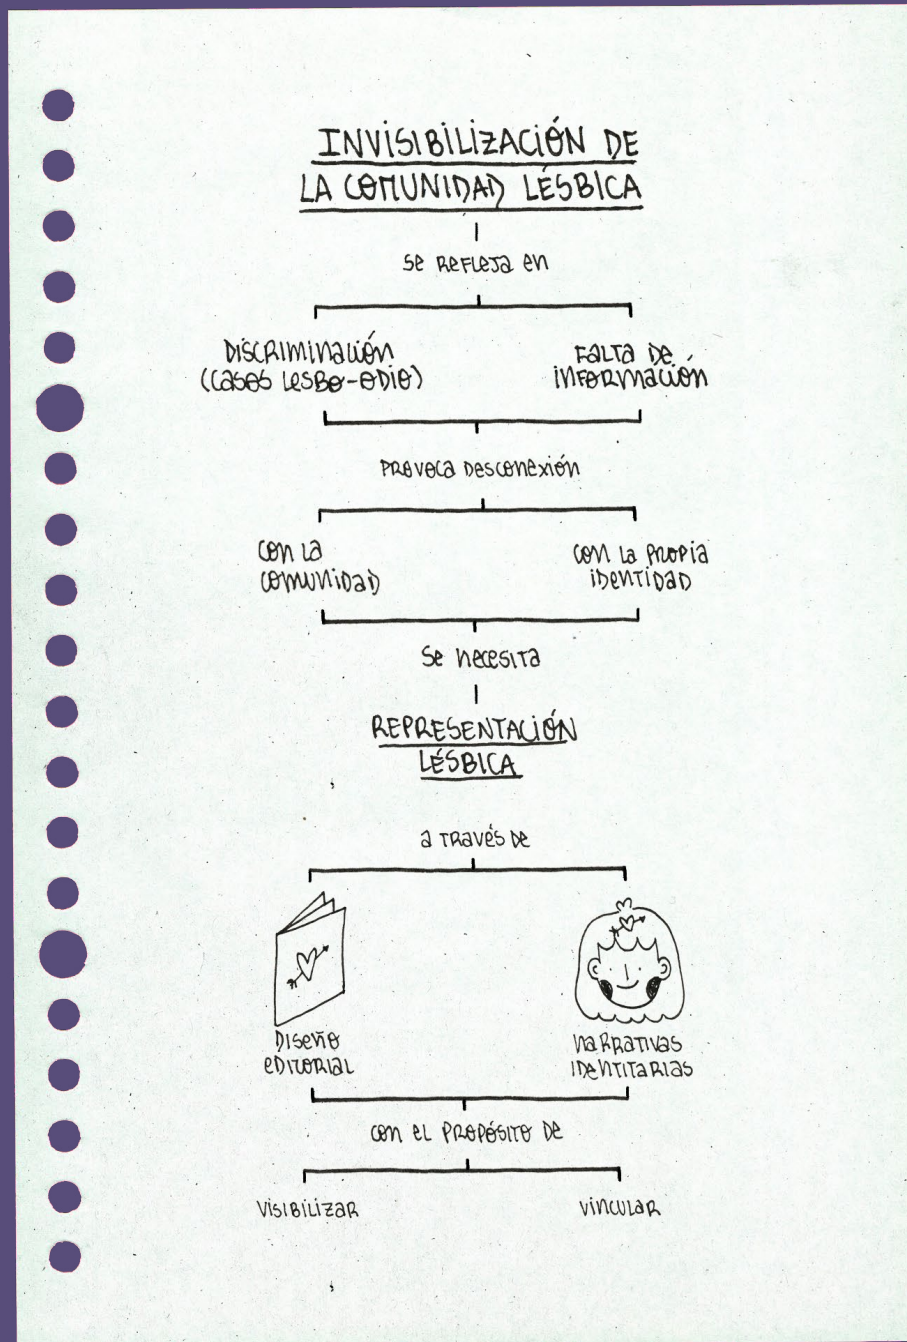 INVISIBILIZACIÓN DE
LA COMUNIDAD LÉSBICA
se refleja en
DISCRIMINACIÓN
(casos lesbo-odio)
FALTA DE
INFORMACIÓN
provoca desconexión
con la
comunidad
con la propia
identidad
se necesita
REPRESENTACIÓN
LÉSBICA
a través de
Diseño
editorial
narrativas
identitarias
con el propósito de
visibilizar
vincular